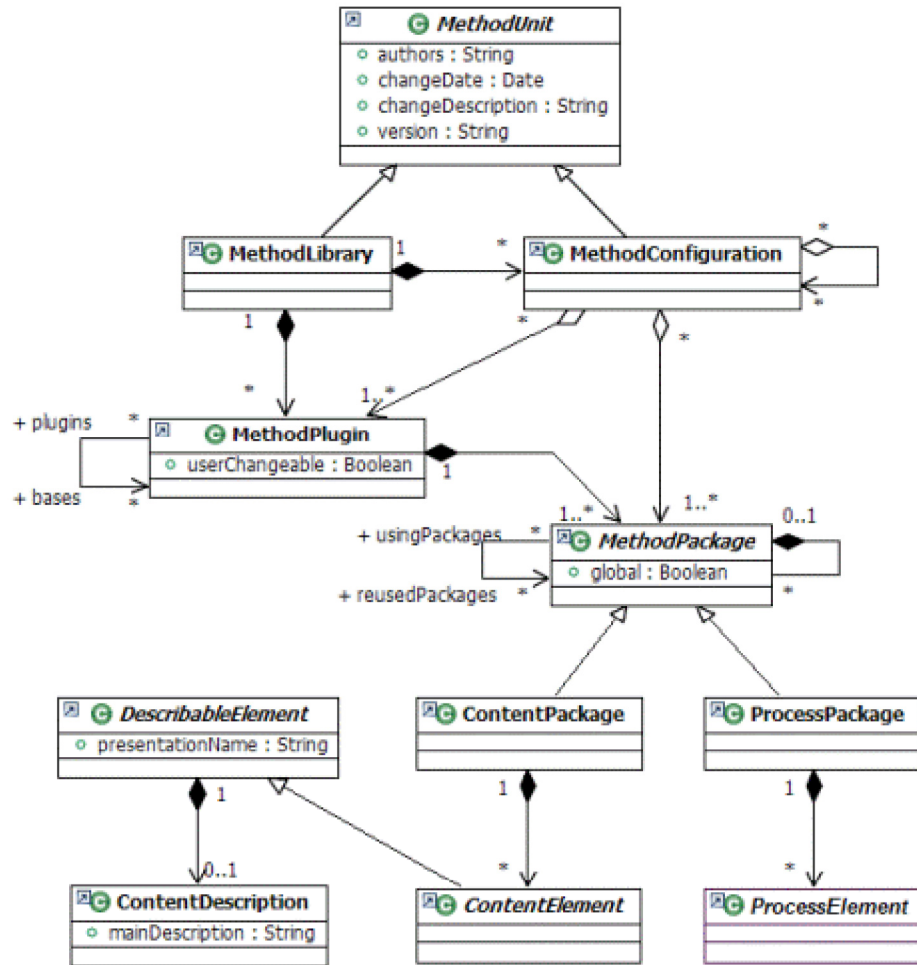 MethodUnit
authors : String
changeDate : Date
changeDescription : String
version : String
MethodLibrary
1
*
MethodConfiguration
*
*
1
*
*
*
*
1..*
+ plugins
*
MethodPlugin
userChangeable : Boolean
1
+ bases
*
1..*
1..*
0..1
+ usingPackages
*
MethodPackage
global : Boolean
+ reusedPackages
*
*
DescribableElement
presentationName : String
ContentPackage
ProcessPackage
1
1
1
0..1
*
*
ContentDescription
mainDescription : String
ContentElement
ProcessElement